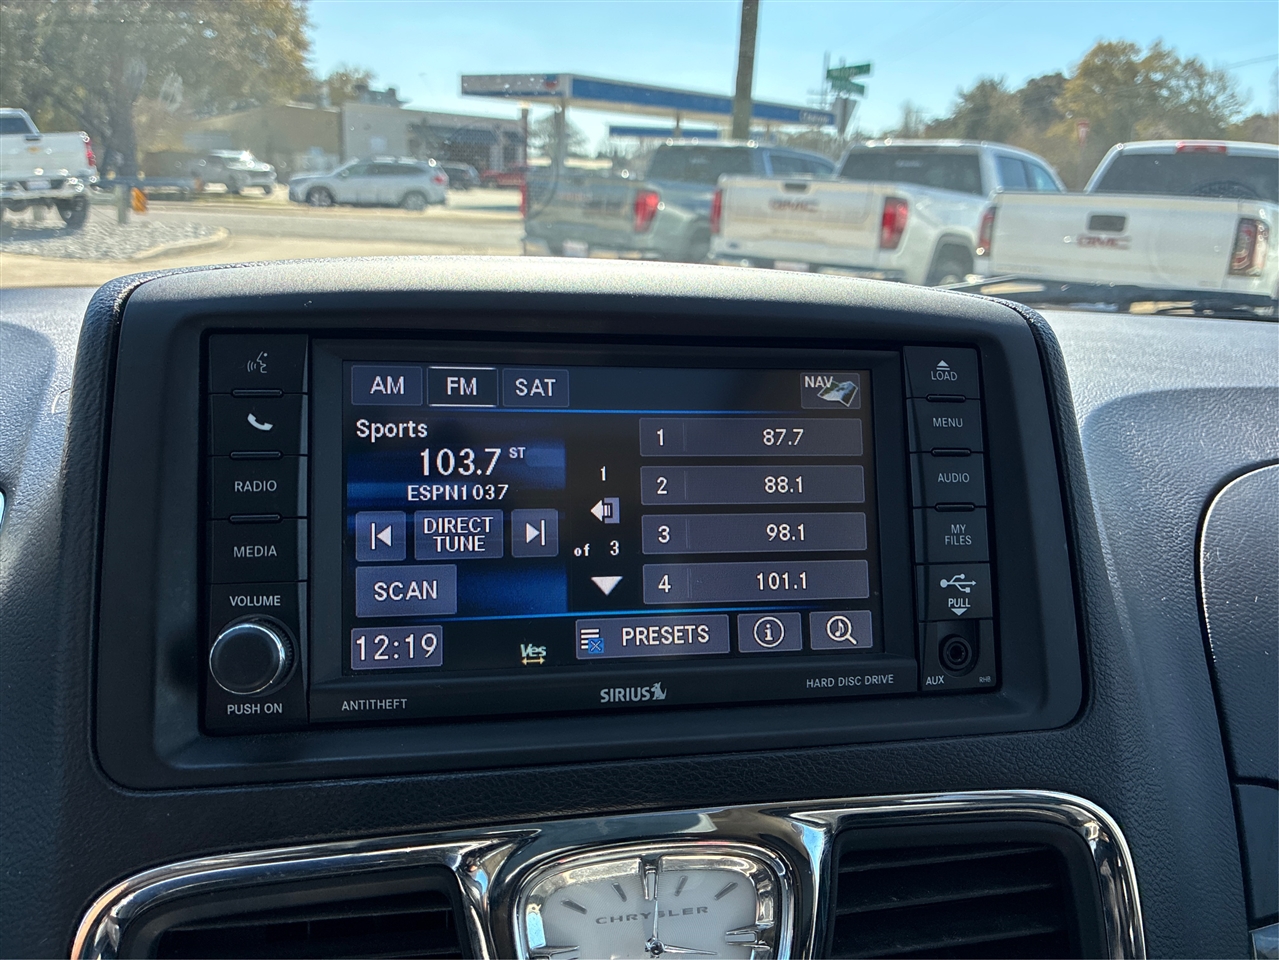 GMC
GMC
LOAD
AM FM SAT NAV
MENU
Sports
103.7 ST
ESPN1037
DIRECT
TUNE
SCAN
12:19
1
of 3
1 87.7
2 88.1
3 98.1
4 101.1
Ves
PRESETS
RADIO
MEDIA
VOLUME
PUSH ON
AUDIO
MY
FILES
PULL
AUX
RHB
ANTITHEFT
SIRIUS
HARD DISC DRIVE
CHRYSLER